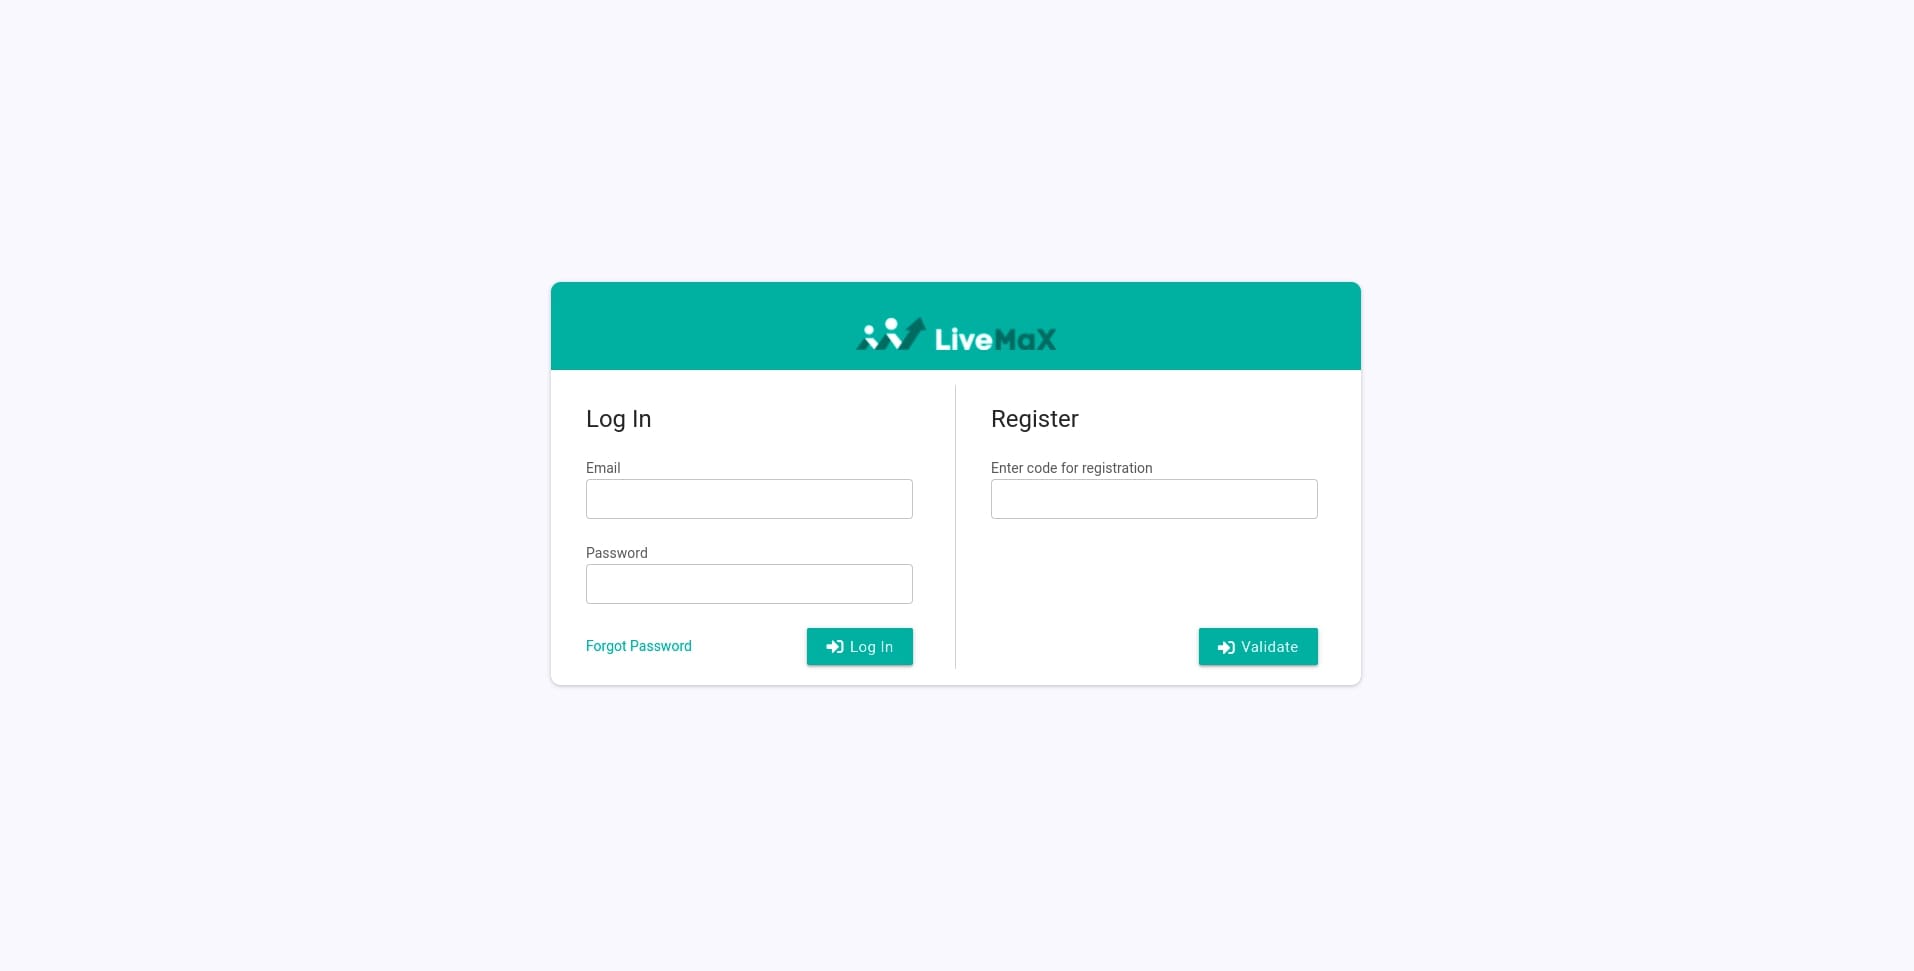 LiveMaX
Log In
Email
Password
Forgot Password
Log In
Register
Enter code for registration
Validate